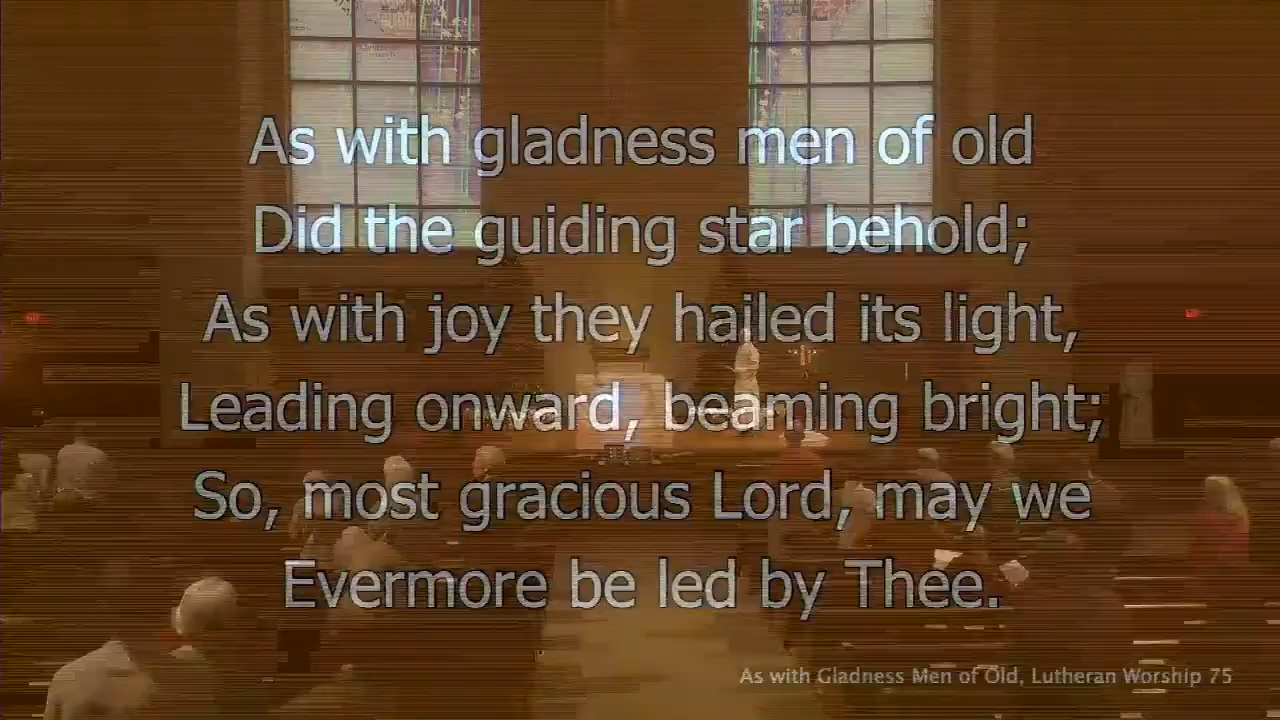 As with gladness men of old
Did the guiding star behold;
As with joy they hailed its light,
Leading onward, beaming bright;
So, most gracious Lord, may we
Evermore be led by Thee.
As with Gladness Men of Old, Lutheran Worship 75